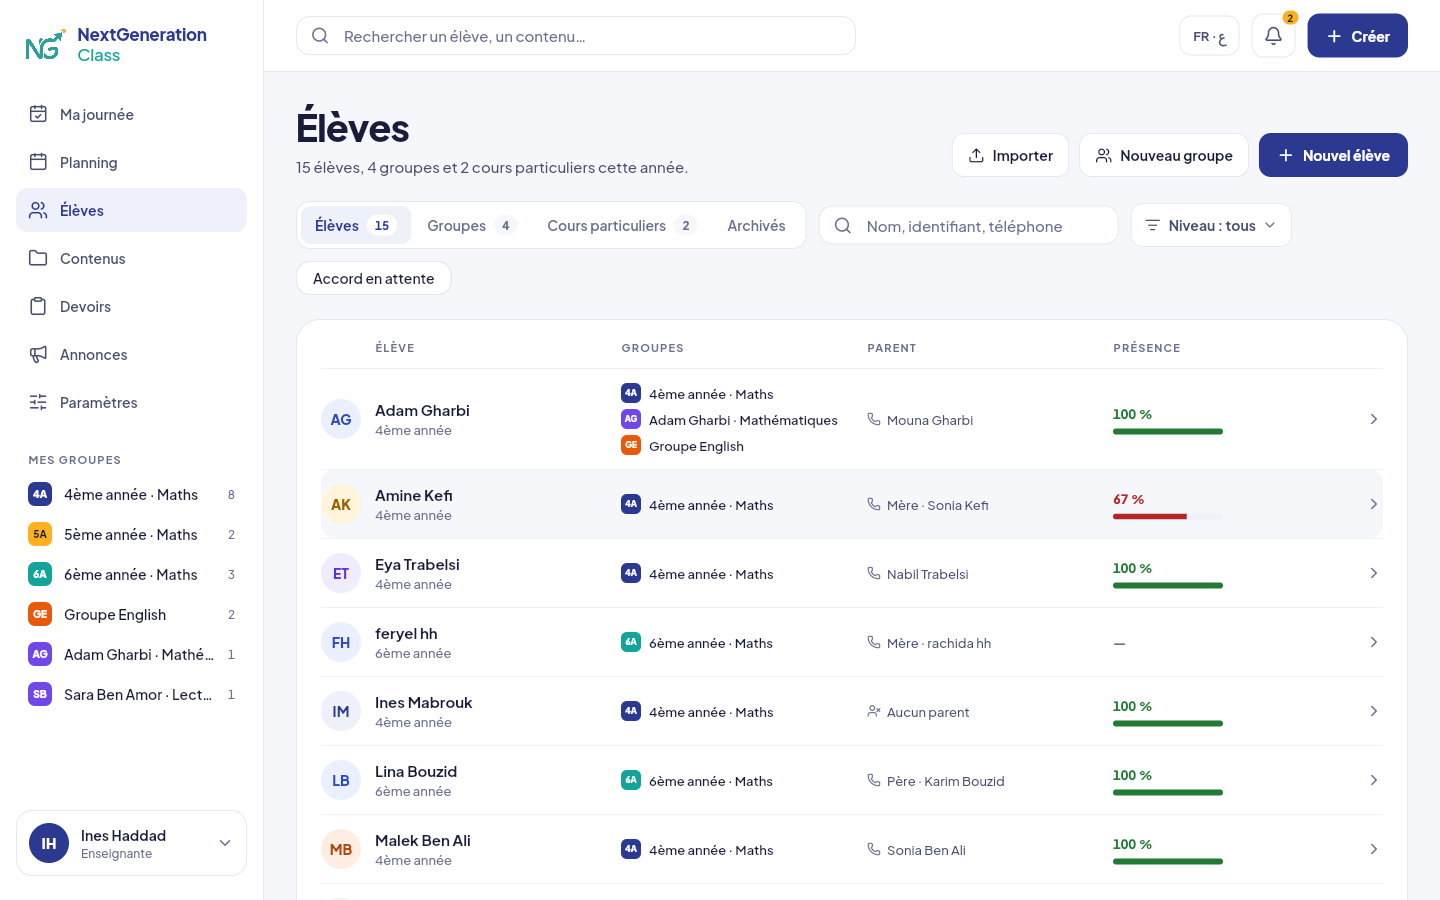 NG
NextGeneration
Class
Rechercher un élève, un contenu…
FR · ع
2
Créer
Ma journée
Planning
Élèves
Contenus
Devoirs
Annonces
Paramètres
MES GROUPES
4A 4ème année · Maths 8
5A 5ème année · Maths 2
6A 6ème année · Maths 3
GE Groupe English 2
AG Adam Gharbi · Mathé… 1
SB Sara Ben Amor · Lect… 1
IH Ines Haddad
Enseignante
Élèves
15 élèves, 4 groupes et 2 cours particuliers cette année.
Importer
Nouveau groupe
Nouvel élève
Élèves 15
Groupes 4
Cours particuliers 2
Archivés
Nom, identifiant, téléphone
Niveau : tous
Accord en attente
ÉLÈVE GROUPES PARENT PRÉSENCE
AG Adam Gharbi
4ème année
4A 4ème année · Maths
AG Adam Gharbi · Mathématiques
GE Groupe English
Mouna Gharbi
100 %
AK Amine Kefi
4ème année
4A 4ème année · Maths
Mère · Sonia Kefi
67 %
ET Eya Trabelsi
4ème année
4A 4ème année · Maths
Nabil Trabelsi
100 %
FH feryel hh
6ème année
6A 6ème année · Maths
Mère · rachida hh
—
IM Ines Mabrouk
4ème année
4A 4ème année · Maths
Aucun parent
100 %
LB Lina Bouzid
6ème année
6A 6ème année · Maths
Père · Karim Bouzid
100 %
MB Malek Ben Ali
4ème année
4A 4ème année · Maths
Sonia Ben Ali
100 %